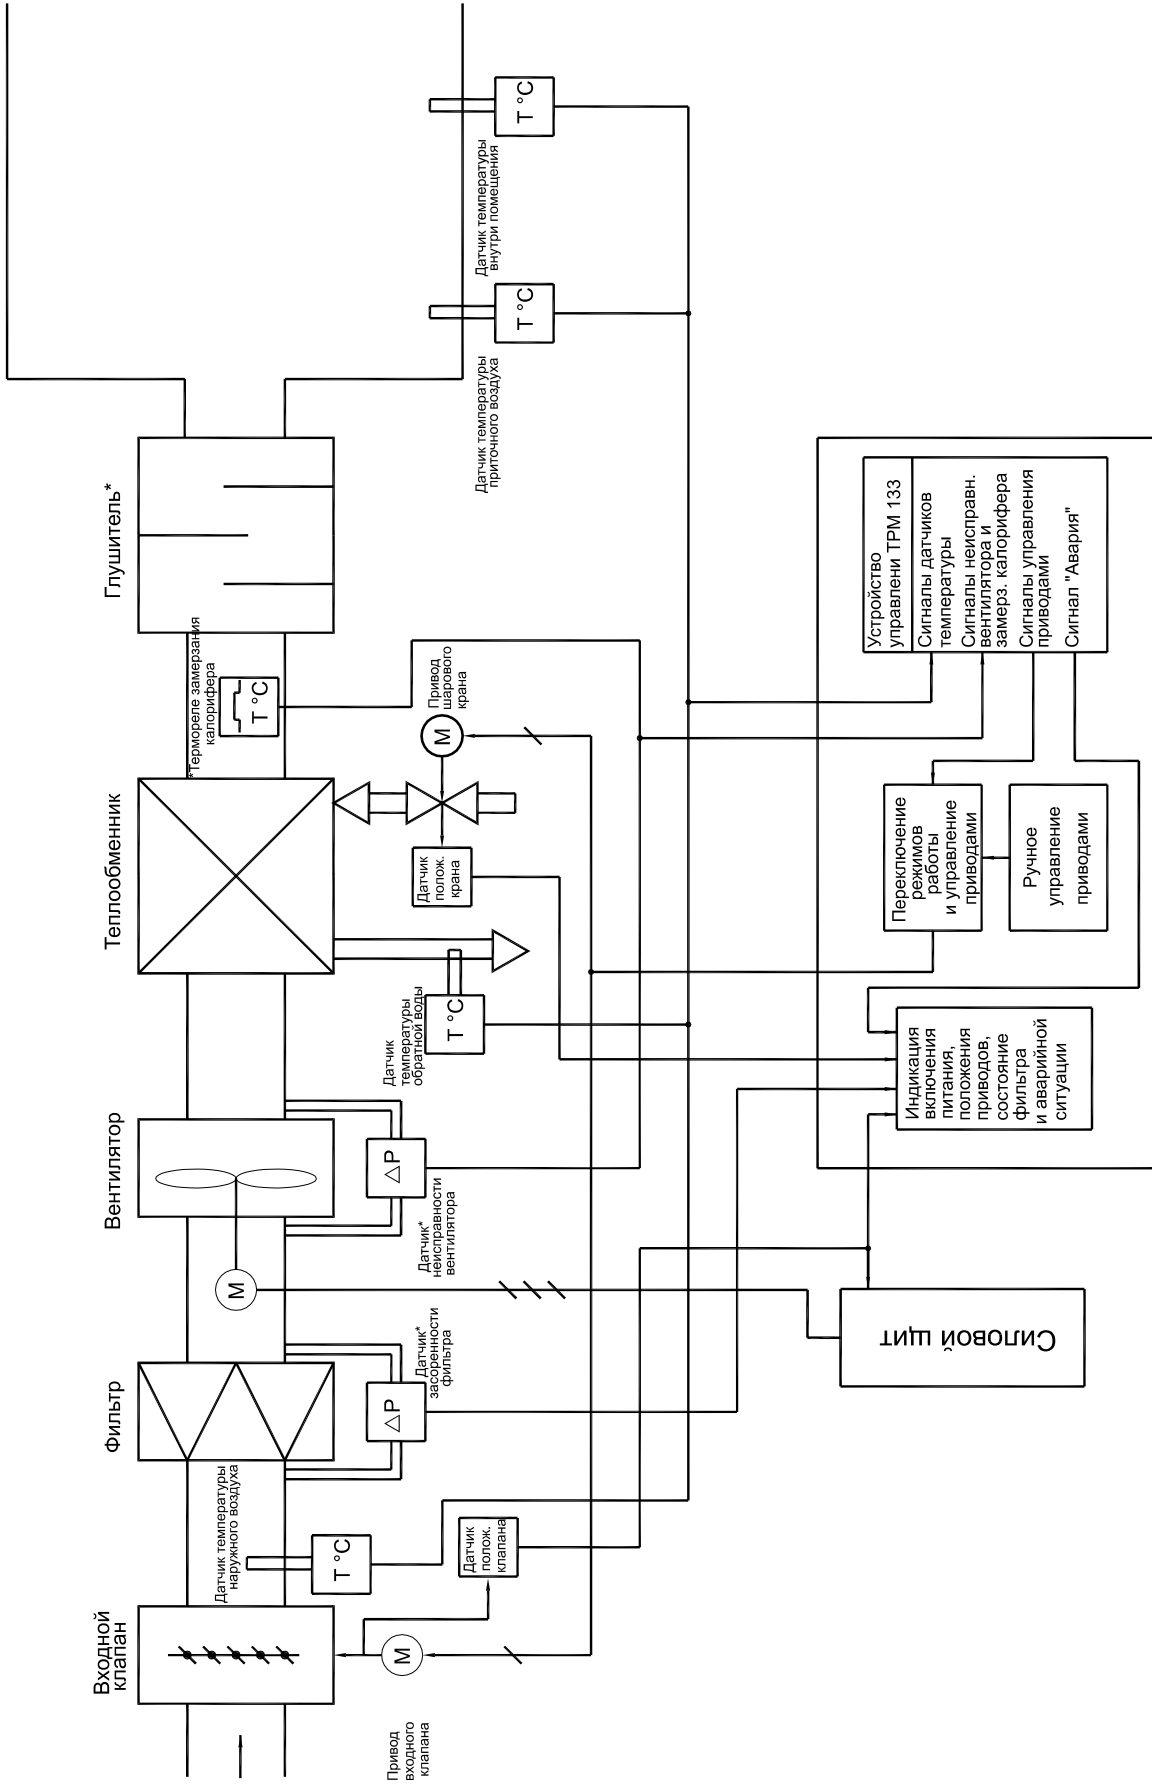 Входной
клапан
Фильтр
Вентилятор
Теплообменник
Глушитель*
Датчик температуры
наружного воздуха
T °C
Привод
входного
клапана
M
Датчик
полож.
клапана
△P
Датчик*
засоренности
фильтра
M
△P
Датчик*
неисправности
вентилятора
Датчик
температуры
обратной воды
T °C
Датчик
полож.
крана
M
Привод
шарового
крана
*Термореле замерзания
калорифера
T °C
Датчик температуры
приточного воздуха
T °C
Датчик температуры
внутри помещения
T °C
Силовой щит
Индикация
включения
питания,
положения
приводов,
состояние
фильтра
и аварийной
ситуации
Переключение
режимов
работы
и управление
приводами
Ручное
управление
приводами
Устройство
управлени ТРМ 133
Сигналы датчиков
температуры
Сигналы неисправн.
вентилятора и
замерз. калорифера
Сигналы управления
приводами
Сигнал "Авария"